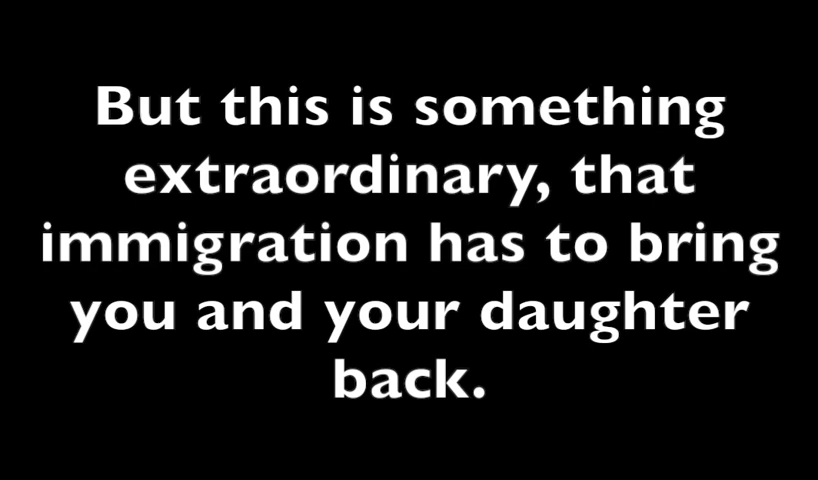 But this is something
extraordinary, that
immigration has to bring
you and your daughter
back.